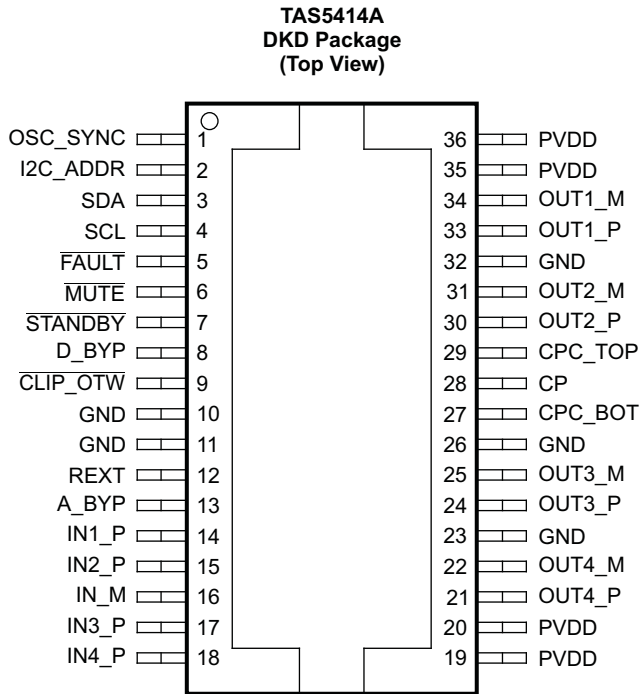 TAS5414A
DKD Package
(Top View)
OSC_SYNC 1 36 PVDD
I2C_ADDR 2 35 PVDD
SDA 3 34 OUT1_M
SCL 4 33 OUT1_P
FAULT 5 32 GND
MUTE 6 31 OUT2_M
STANDBY 7 30 OUT2_P
D_BYP 8 29 CPC_TOP
CLIP_OTW 9 28 CP
GND 10 27 CPC_BOT
GND 11 26 GND
REXT 12 25 OUT3_M
A_BYP 13 24 OUT3_P
IN1_P 14 23 GND
IN2_P 15 22 OUT4_M
IN_M 16 21 OUT4_P
IN3_P 17 20 PVDD
IN4_P 18 19 PVDD